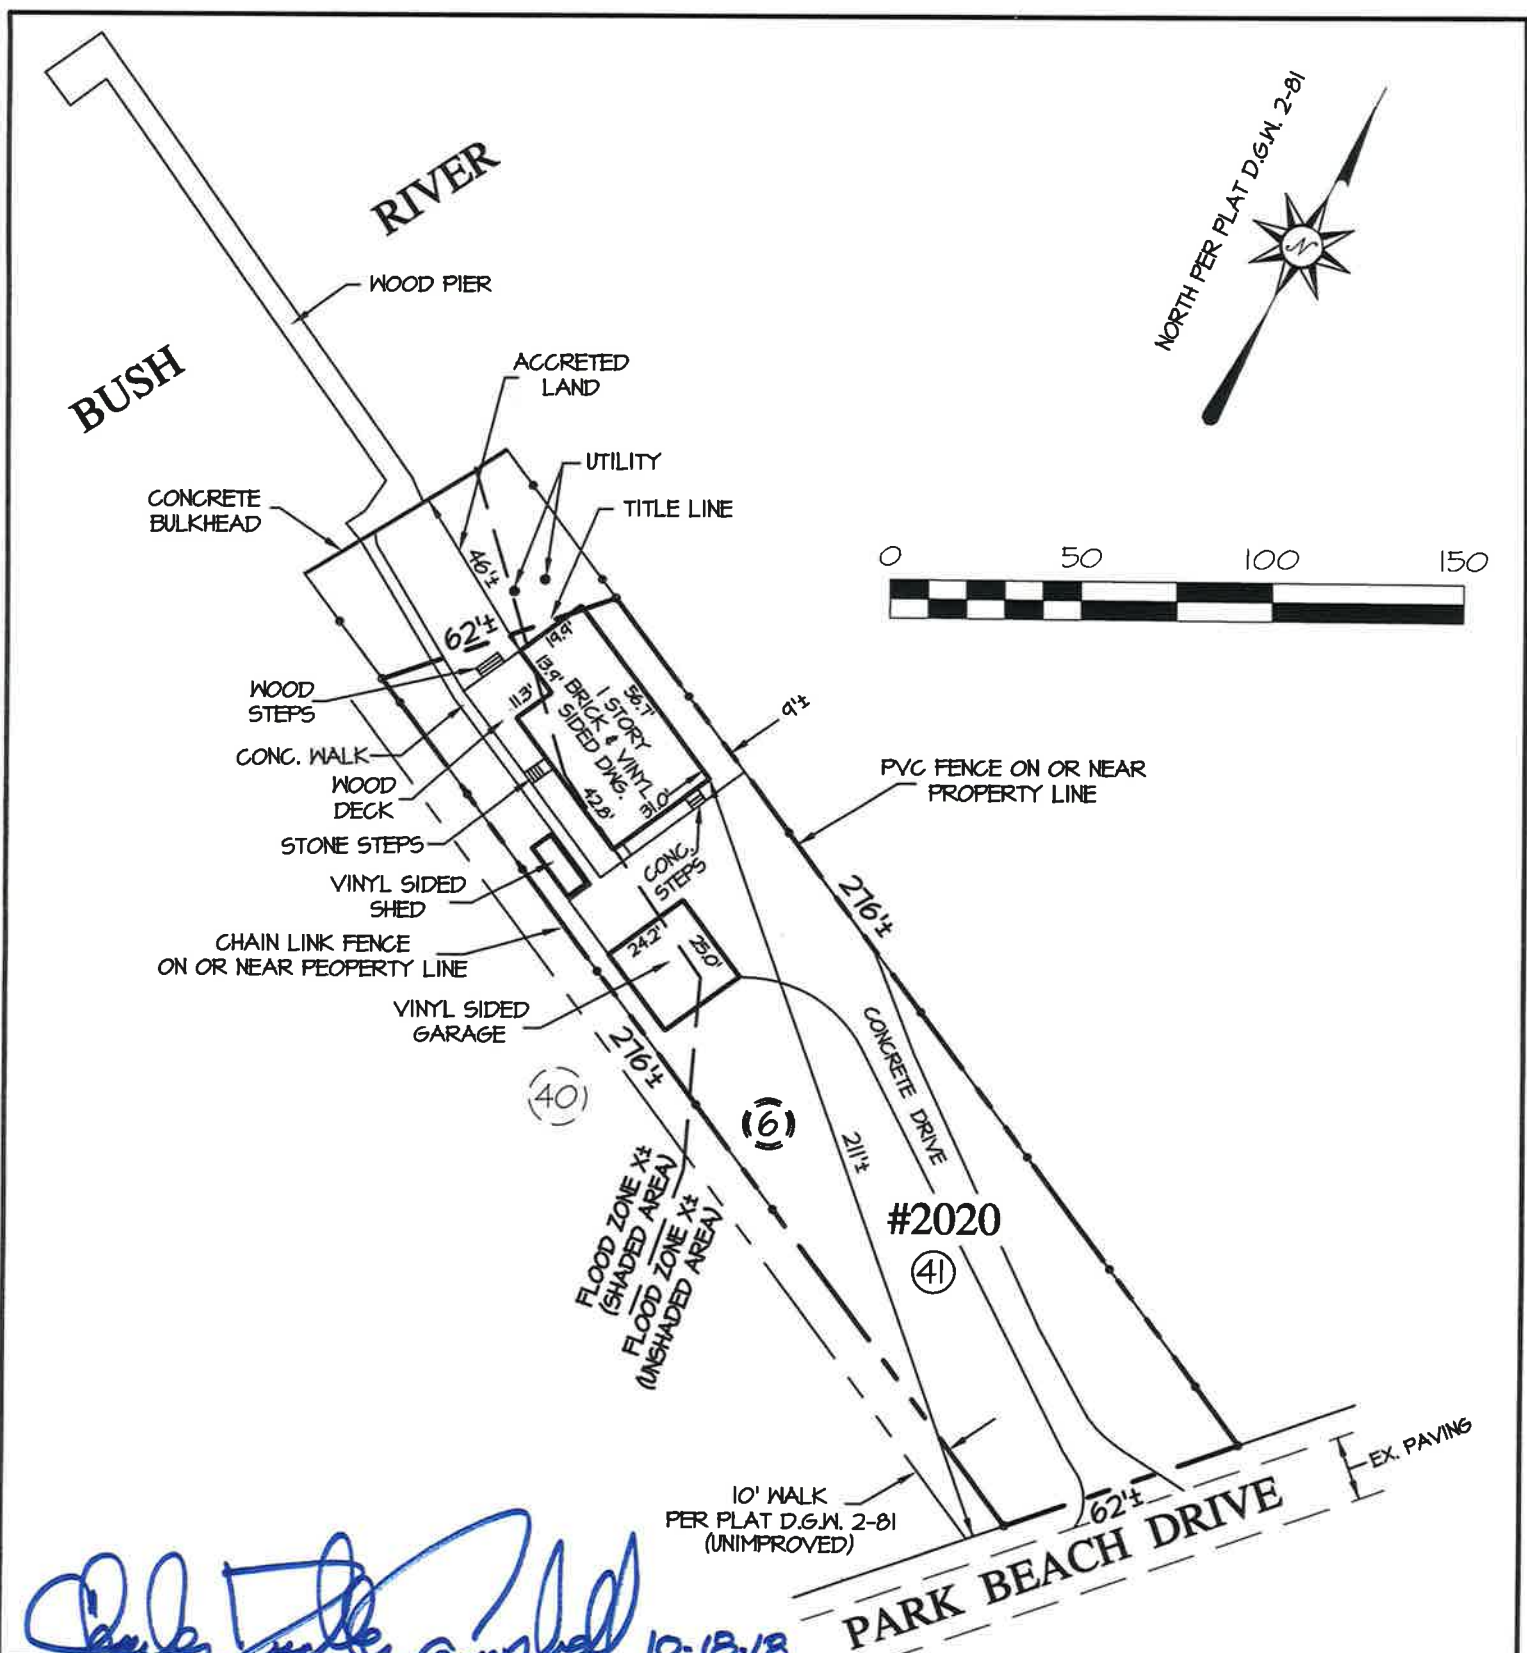 RIVER
BUSH
NORTH PER PLAT D.G.W. 2-81
N
WOOD PIER
ACCRETED
LAND
UTILITY
TITLE LINE
CONCRETE
BULKHEAD
0 50 100 150
46'±
62'±
19.9'
13.9'
11.3'
56.7'
1 STORY
BRICK & VINYL
SIDED DWG.
42.8'
31.0'
9'±
WOOD
STEPS
CONC. WALK
WOOD
DECK
STONE STEPS
VINYL SIDED
SHED
CHAIN LINK FENCE
ON OR NEAR PEOPERTY LINE
VINYL SIDED
GARAGE
PVC FENCE ON OR NEAR
PROPERTY LINE
CONC.
STEPS
24.2'
25.0'
276'±
276'±
CONCRETE DRIVE
211'±
(40)
(6)
#2020
41
FLOOD ZONE X±
(SHADED AREA)
FLOOD ZONE X±
(UNSHADED AREA)
10' WALK
PER PLAT D.G.W. 2-81
(UNIMPROVED)
62'±
EX. PAVING
PARK BEACH DRIVE
10-18-18